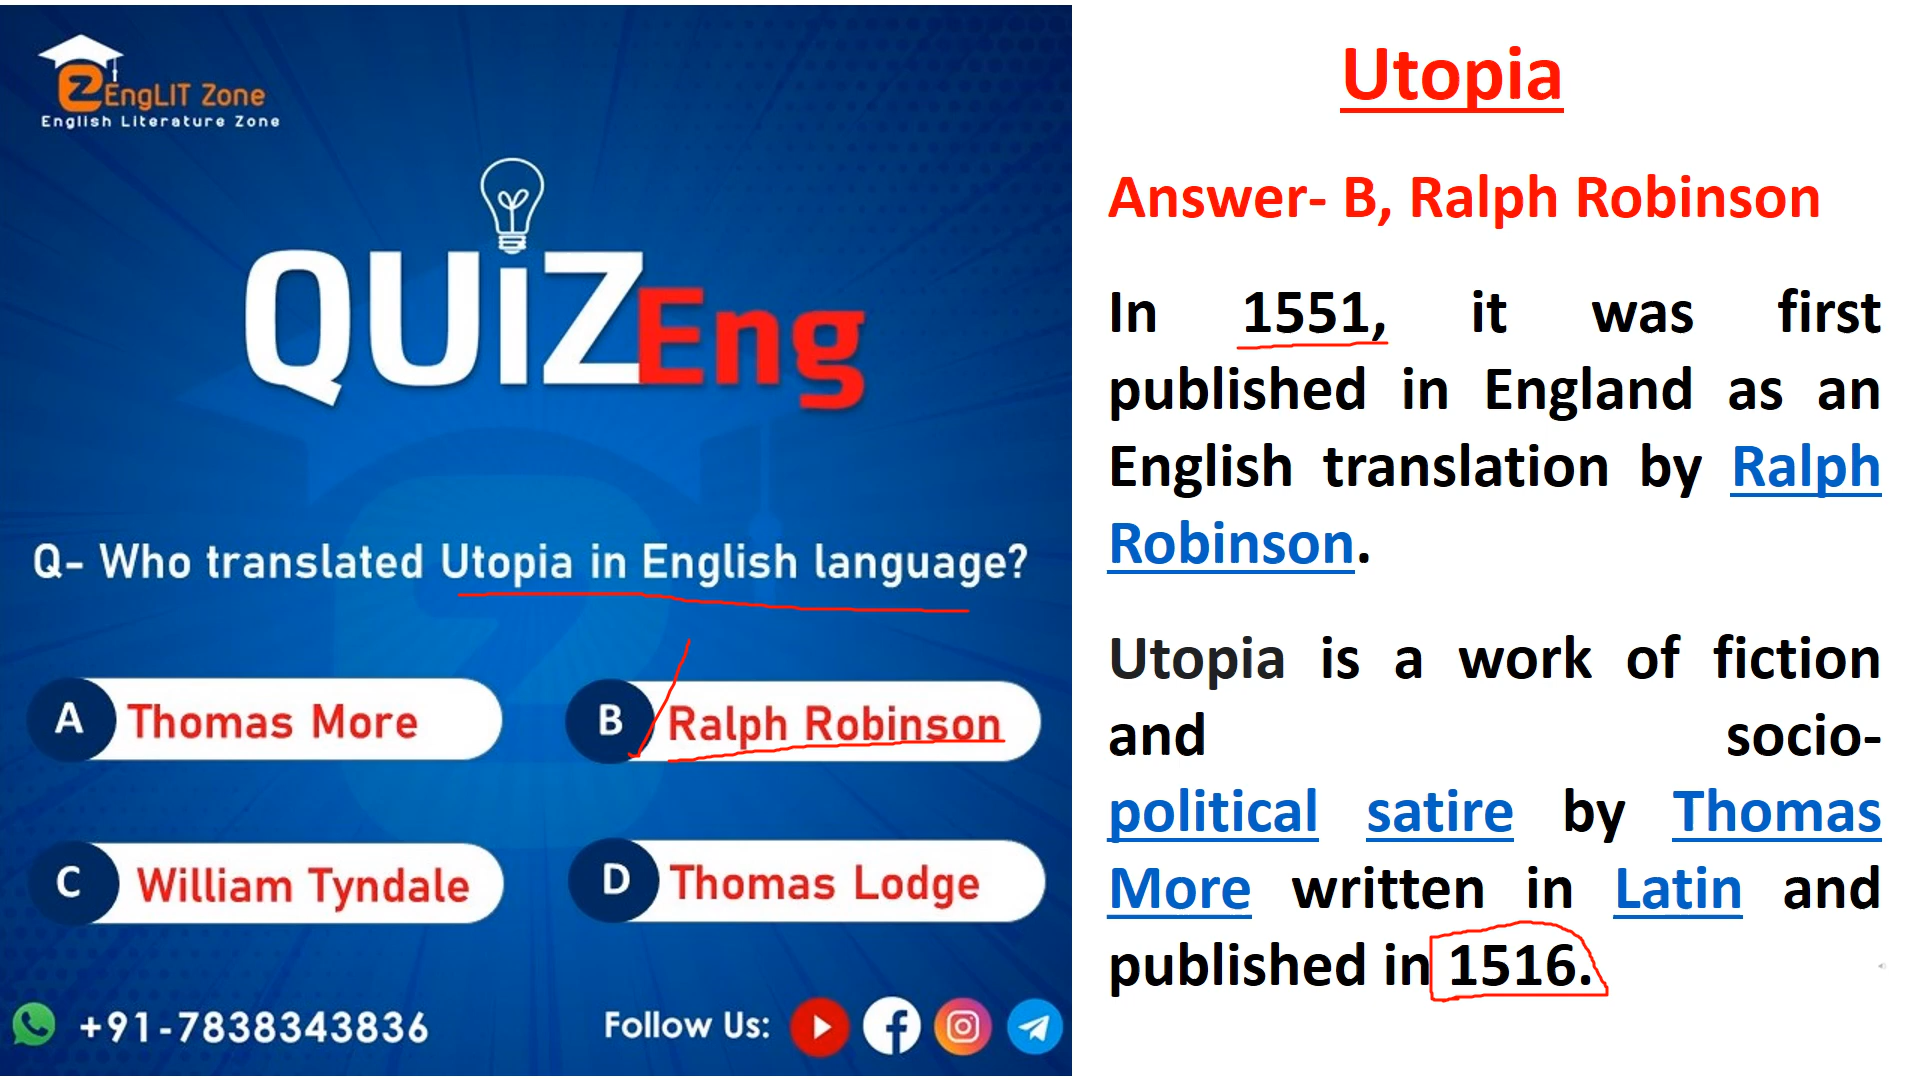 EngLIT Zone
English Literature Zone
QUiZEng
Q- Who translated Utopia in English language?
A Thomas More
B Ralph Robinson
C William Tyndale
D Thomas Lodge
+91-7838343836
Follow Us:
Utopia
Answer- B, Ralph Robinson
In 1551, it was first
published in England as an
English translation by Ralph
Robinson.
Utopia is a work of fiction
and socio-
political satire by Thomas
More written in Latin and
published in 1516.